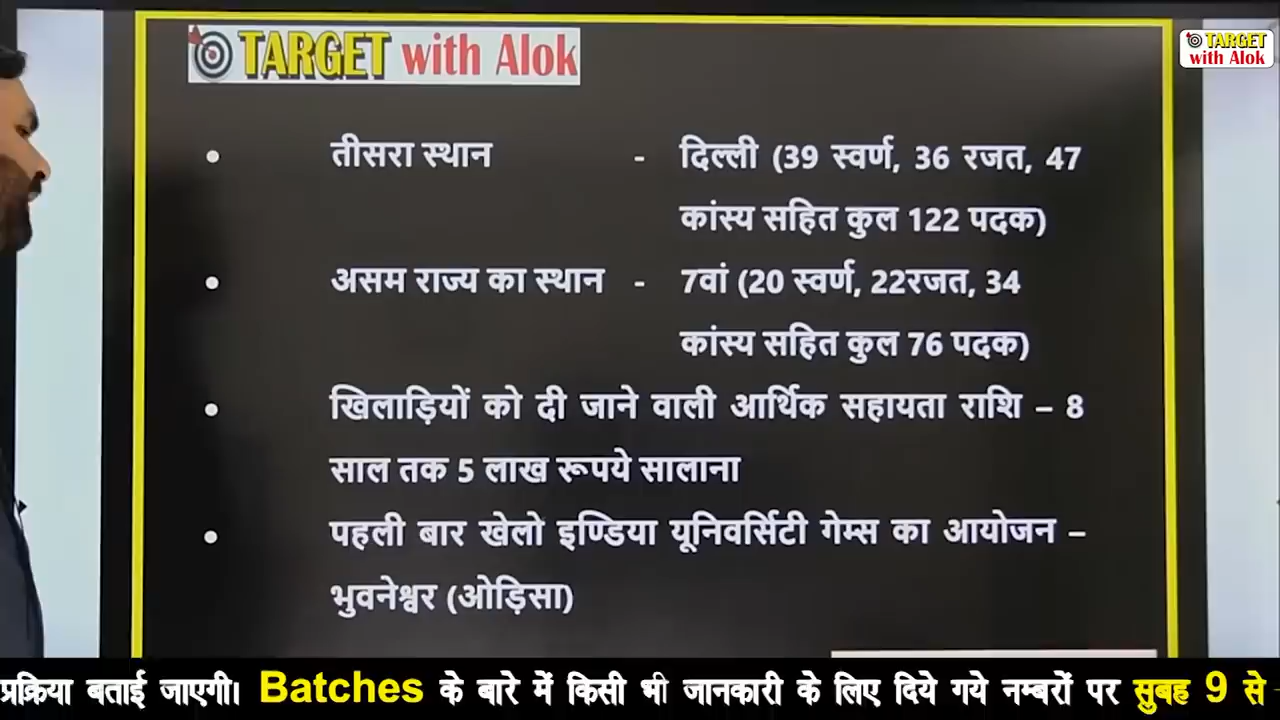 TARGET with Alok
TARGET
with Alok
• तीसरा स्थान - दिल्ली (39 स्वर्ण, 36 रजत, 47
कांस्य सहित कुल 122 पदक)
• असम राज्य का स्थान - 7वां (20 स्वर्ण, 22रजत, 34
कांस्य सहित कुल 76 पदक)
• खिलाड़ियों को दी जाने वाली आर्थिक सहायता राशि – 8
साल तक 5 लाख रूपये सालाना
• पहली बार खेलो इण्डिया यूनिवर्सिटी गेम्स का आयोजन –
भुवनेश्वर (ओड़िसा)
प्रक्रिया बताई जाएगी। Batches के बारे में किसी भी जानकारी के लिए दिये गये नम्बरों पर सुबह 9 से